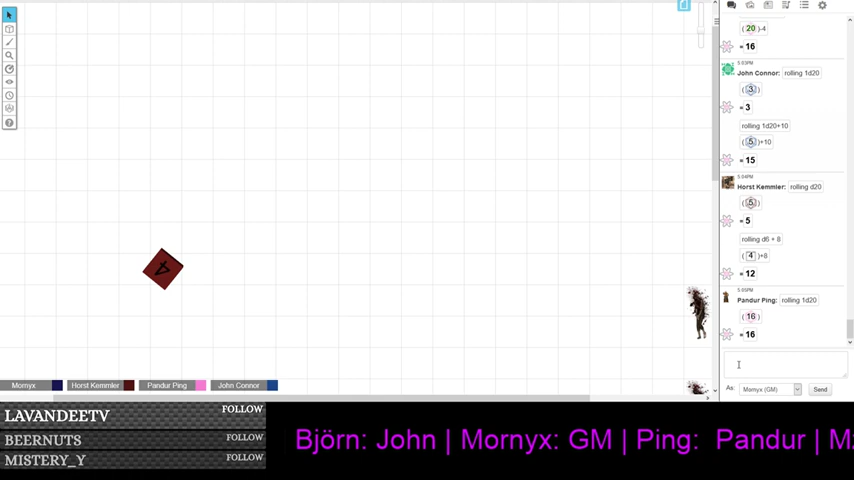 (20)-4
= 16
5:03PM
John Connor: rolling 1d20
(3)
= 3
rolling 1d20+10
(5)+10
= 15
5:04PM
Horst Kemmler: rolling d20
(5)
= 5
rolling d6 + 8
(4)+8
= 12
5:05PM
Pandur Ping: rolling 1d20
(16)
= 16
4
Mornyx
Horst Kemmler
Pandur Ping
John Connor
As: Mornyx (GM) Send
LAVANDEETV FOLLOW
BEERNUTS FOLLOW
MISTERY_Y FOLLOW
Björn: John | Mornyx: GM | Ping: Pandur |